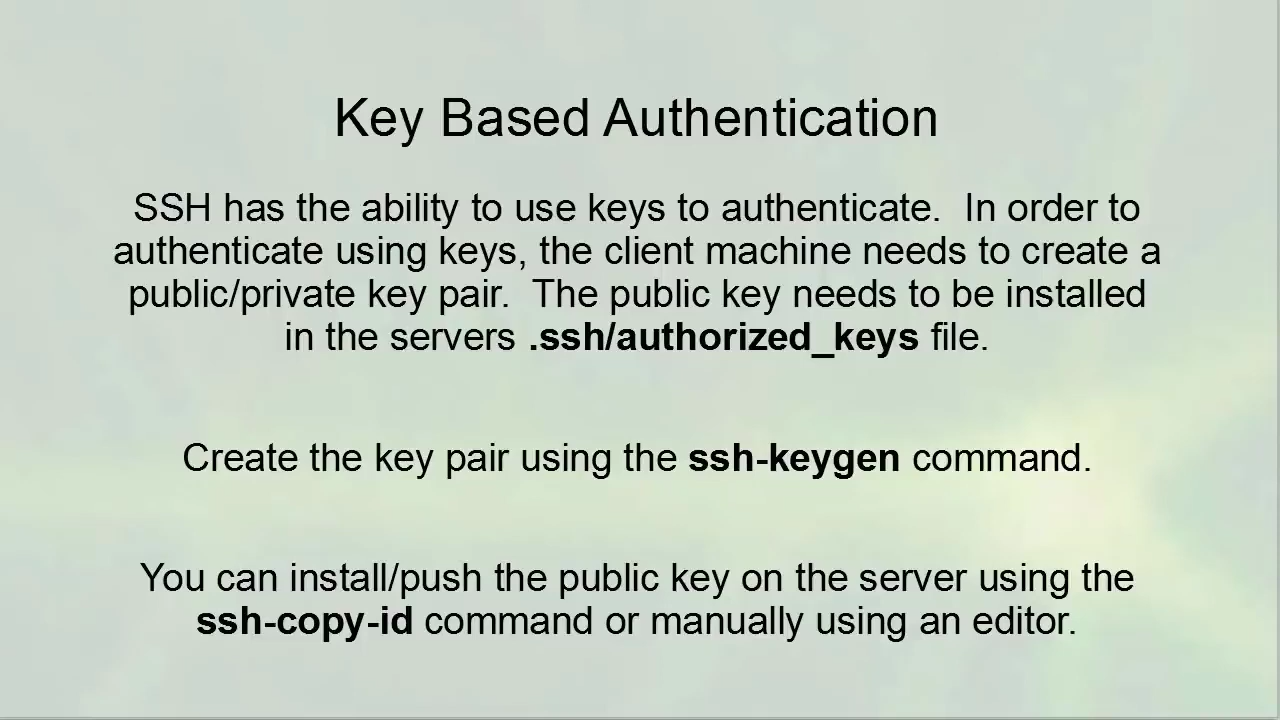 Key Based Authentication
SSH has the ability to use keys to authenticate.  In order to
authenticate using keys, the client machine needs to create a
public/private key pair.  The public key needs to be installed
in the servers .ssh/authorized_keys file.
Create the key pair using the ssh-keygen command.
You can install/push the public key on the server using the
ssh-copy-id command or manually using an editor.